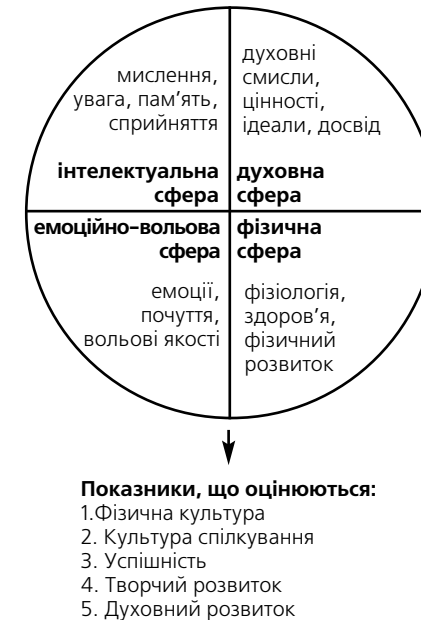 мислення,
увага, пам’ять,
сприйняття
інтелектуальна
сфера
духовні
смисли,
цінності,
ідеали, досвід
духовна
сфера
емоційно-вольова
сфера
емоції,
почуття,
вольові якості
фізична
сфера
фізіологія,
здоров’я,
фізичний
розвиток
Показники, що оцінюються:
1.Фізична культура
2. Культура спілкування
3. Успішність
4. Творчий розвиток
5. Духовний розвиток